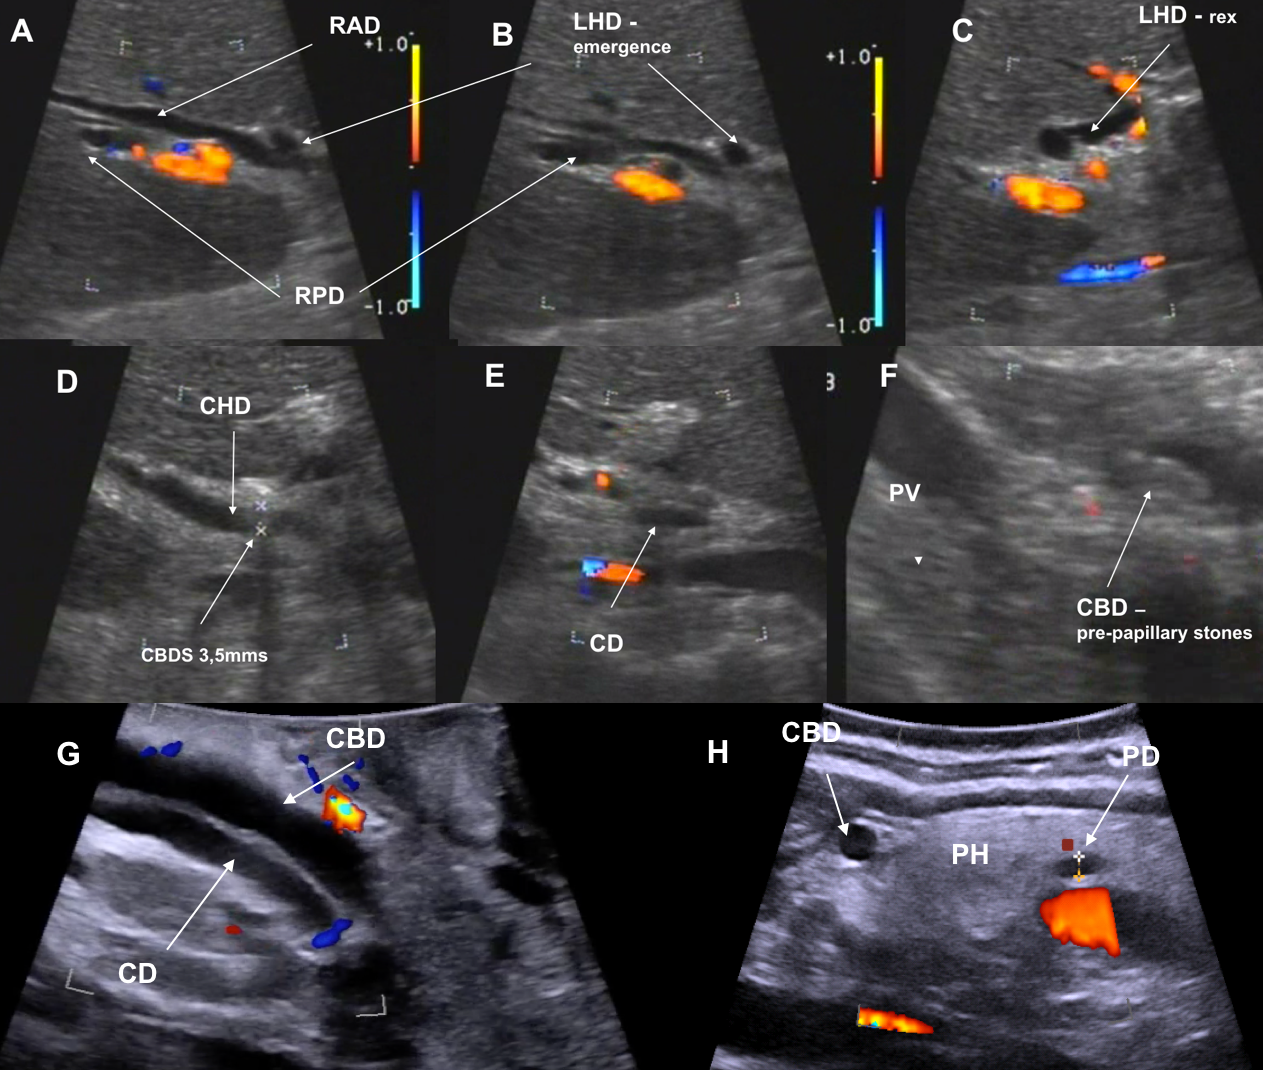 A
RAD
+1.0
-1.0
RPD
B
LHD -
emergence
+1.0
-1.0
C
LHD - rex
D
CHD
CBDS 3,5mms
E
CD
F
PV
CBD –
pre-papillary stones
G
CBD
CD
H
CBD
PD
PH